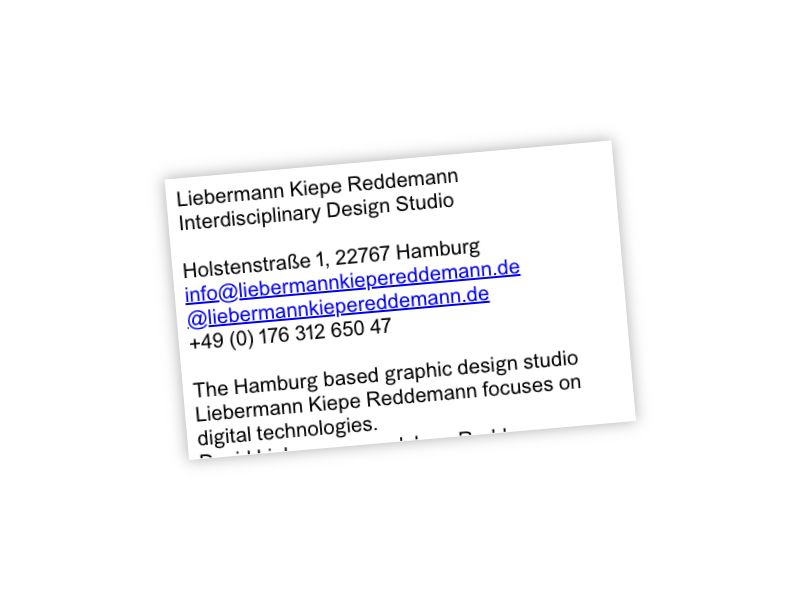 Liebermann Kiepe Reddemann
Interdisciplinary Design Studio
Holstenstraße 1, 22767 Hamburg
info@liebermannkiepereddemann.de
@liebermannkiepereddemann.de
+49 (0) 176 312 650 47
The Hamburg based graphic design studio
Liebermann Kiepe Reddemann focuses on
digital technologies.